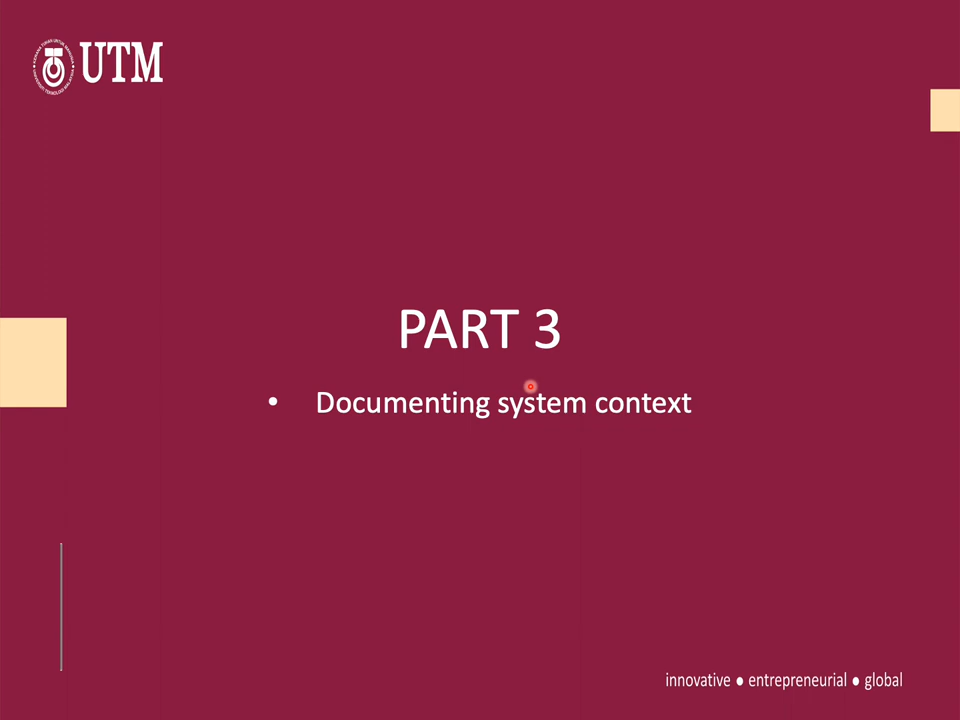 UTM
PART 3
• Documenting system context
innovative ● entrepreneurial ● global